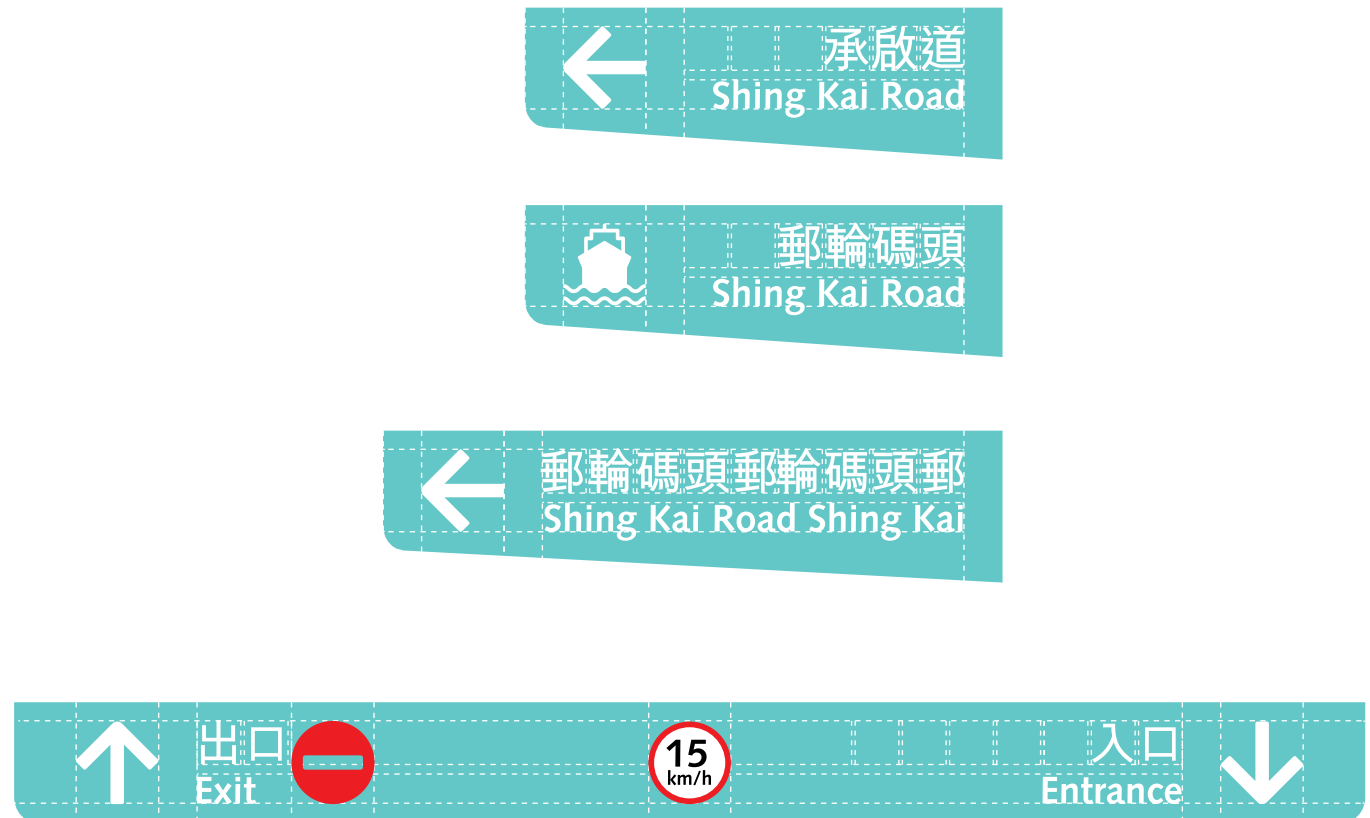 承啟道
Shing Kai Road
郵輪碼頭
Shing Kai Road
郵輪碼頭郵輪碼頭郵
Shing Kai Road Shing Kai
出口
Exit
15
km/h
入口
Entrance